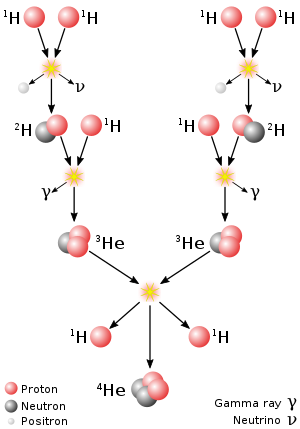 ¹H ¹H ¹H ¹H
ν ν
²H ¹H ¹H ²H
γ γ
³He ³He
¹H ¹H
⁴He
Proton
Neutron
Positron
Gamma ray γ
Neutrino ν